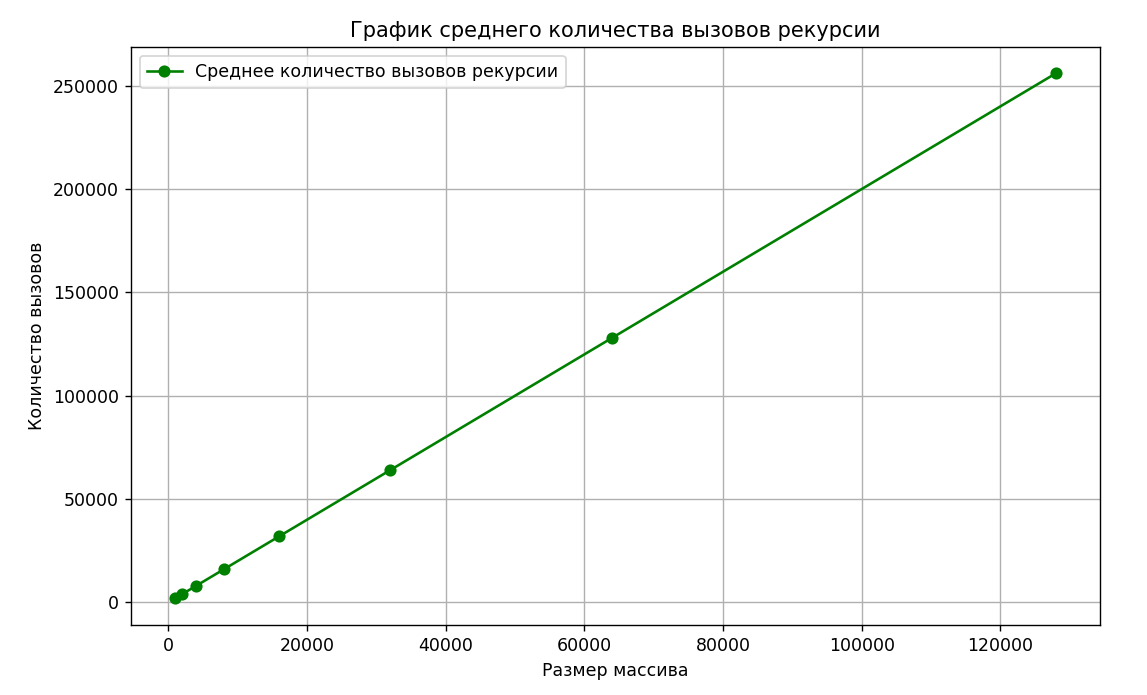 График среднего количества вызовов рекурсии
Среднее количество вызовов рекурсии
Количество вызовов
250000
200000
150000
100000
50000
0
0 20000 40000 60000 80000 100000 120000
Размер массива